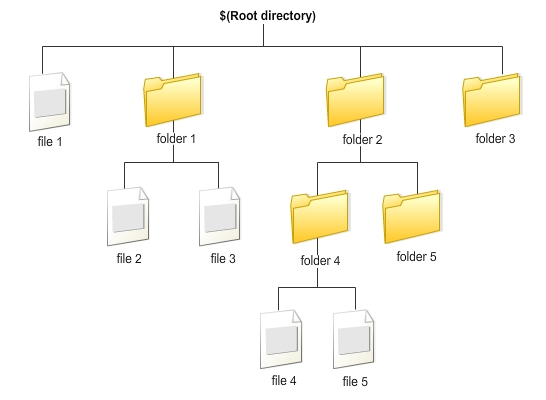 $(Root directory)
file 1
folder 1
folder 2
folder 3
file 2
file 3
folder 4
folder 5
file 4
file 5